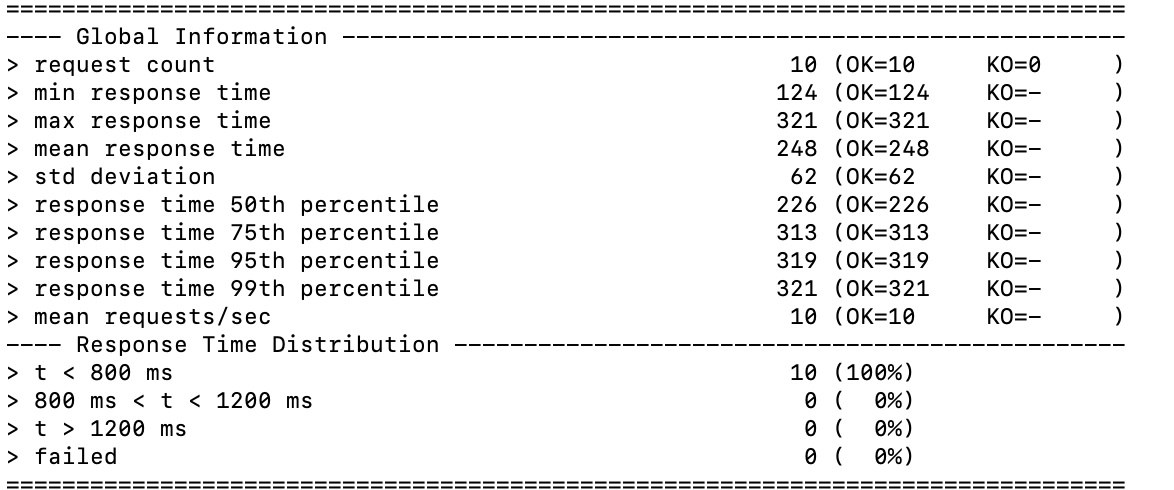 ================================================================================
---- Global Information --------------------------------------------------------
> request count                                         10 (OK=10     KO=0     )
> min response time                                    124 (OK=124    KO=-     )
> max response time                                    321 (OK=321    KO=-     )
> mean response time                                   248 (OK=248    KO=-     )
> std deviation                                         62 (OK=62     KO=-     )
> response time 50th percentile                        226 (OK=226    KO=-     )
> response time 75th percentile                        313 (OK=313    KO=-     )
> response time 95th percentile                        319 (OK=319    KO=-     )
> response time 99th percentile                        321 (OK=321    KO=-     )
> mean requests/sec                                     10 (OK=10     KO=-     )
---- Response Time Distribution ------------------------------------------------
> t < 800 ms                                            10 (100%)
> 800 ms < t < 1200 ms                                   0 (  0%)
> t > 1200 ms                                            0 (  0%)
> failed                                                 0 (  0%)
================================================================================